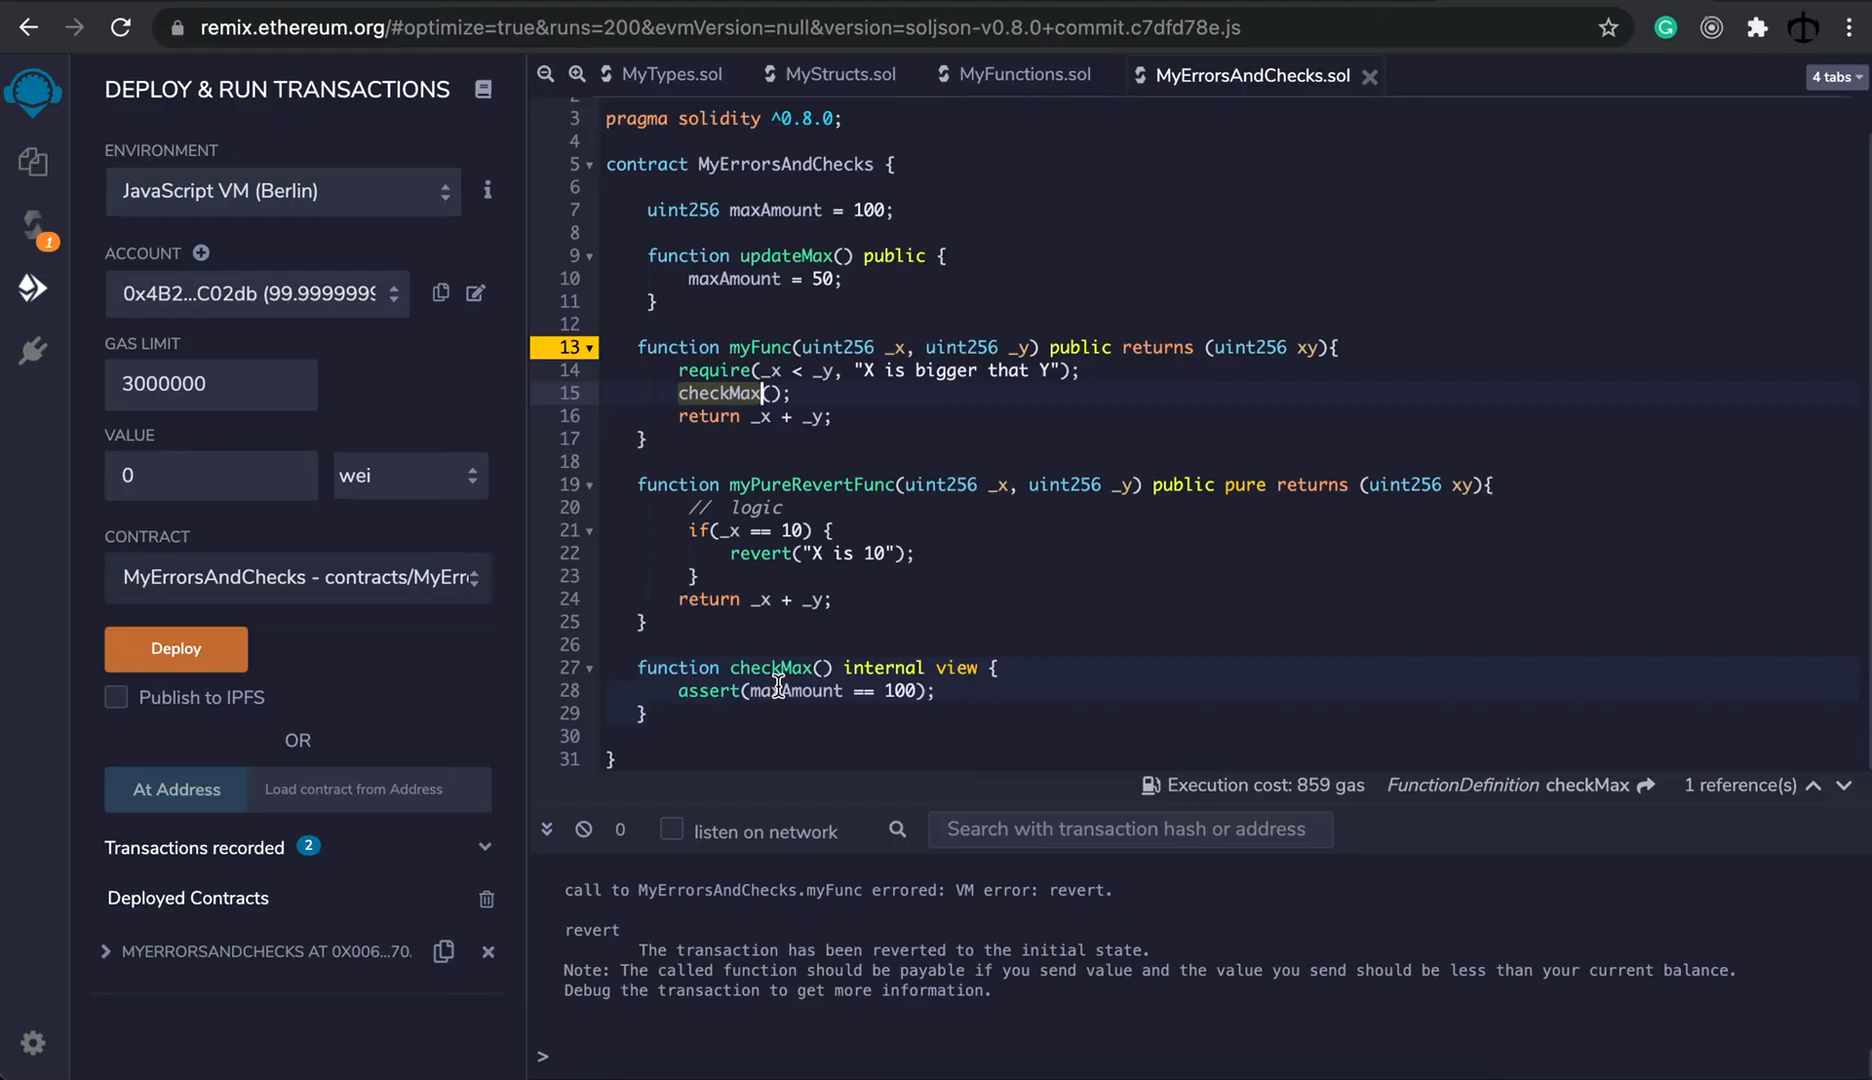 remix.ethereum.org/#optimize=true&runs=200&evmVersion=null&version=soljson-v0.8.0+commit.c7dfd78e.js
DEPLOY & RUN TRANSACTIONS
ENVIRONMENT
JavaScript VM (Berlin)
ACCOUNT
0x4B2...C02db (99.9999999
GAS LIMIT
3000000
VALUE
0
wei
CONTRACT
MyErrorsAndChecks - contracts/MyErr
Deploy
Publish to IPFS
OR
At Address
Load contract from Address
Transactions recorded 2
Deployed Contracts
MYERRORSANDCHECKS AT 0X006...70.
1
MyTypes.sol
MyStructs.sol
MyFunctions.sol
MyErrorsAndChecks.sol
4 tabs
2
3 pragma solidity ^0.8.0;
4
5 contract MyErrorsAndChecks {
6
7 uint256 maxAmount = 100;
8
9 function updateMax() public {
10 maxAmount = 50;
11 }
12
13 function myFunc(uint256 _x, uint256 _y) public returns (uint256 xy){
14 require(_x < _y, "X is bigger that Y");
15 checkMax();
16 return _x + _y;
17 }
18
19 function myPureRevertFunc(uint256 _x, uint256 _y) public pure returns (uint256 xy){
20 // logic
21 if(_x == 10) {
22 revert("X is 10");
23 }
24 return _x + _y;
25 }
26
27 function checkMax() internal view {
28 assert(maxAmount == 100);
29 }
30
31 }
Execution cost: 859 gas
FunctionDefinition checkMax
1 reference(s)
0
listen on network
Search with transaction hash or address
call to MyErrorsAndChecks.myFunc errored: VM error: revert.
revert
The transaction has been reverted to the initial state.
Note: The called function should be payable if you send value and the value you send should be less than your current balance.
Debug the transaction to get more information.
>